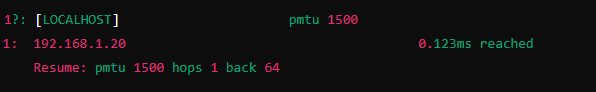 1?: [LOCALHOST] pmtu 1500
1: 192.168.1.20 0.123ms reached
Resume: pmtu 1500 hops 1 back 64